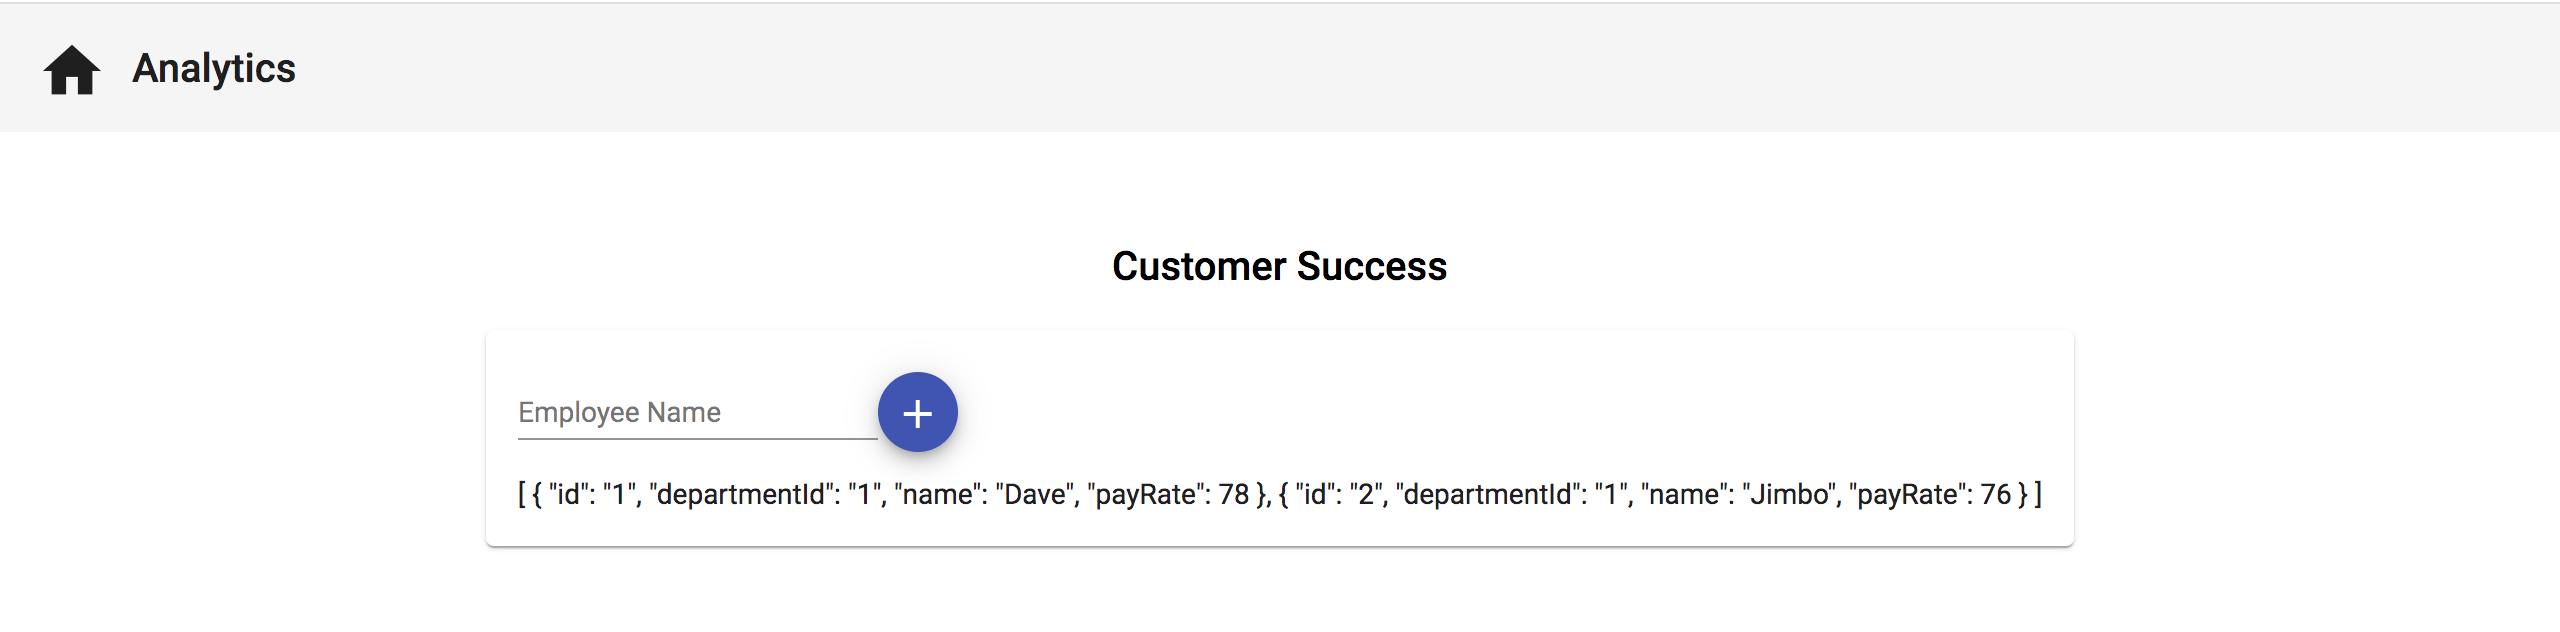 Analytics
Customer Success
Employee Name
+
[ { "id": "1", "departmentId": "1", "name": "Dave", "payRate": 78 }, { "id": "2", "departmentId": "1", "name": "Jimbo", "payRate": 76 } ]